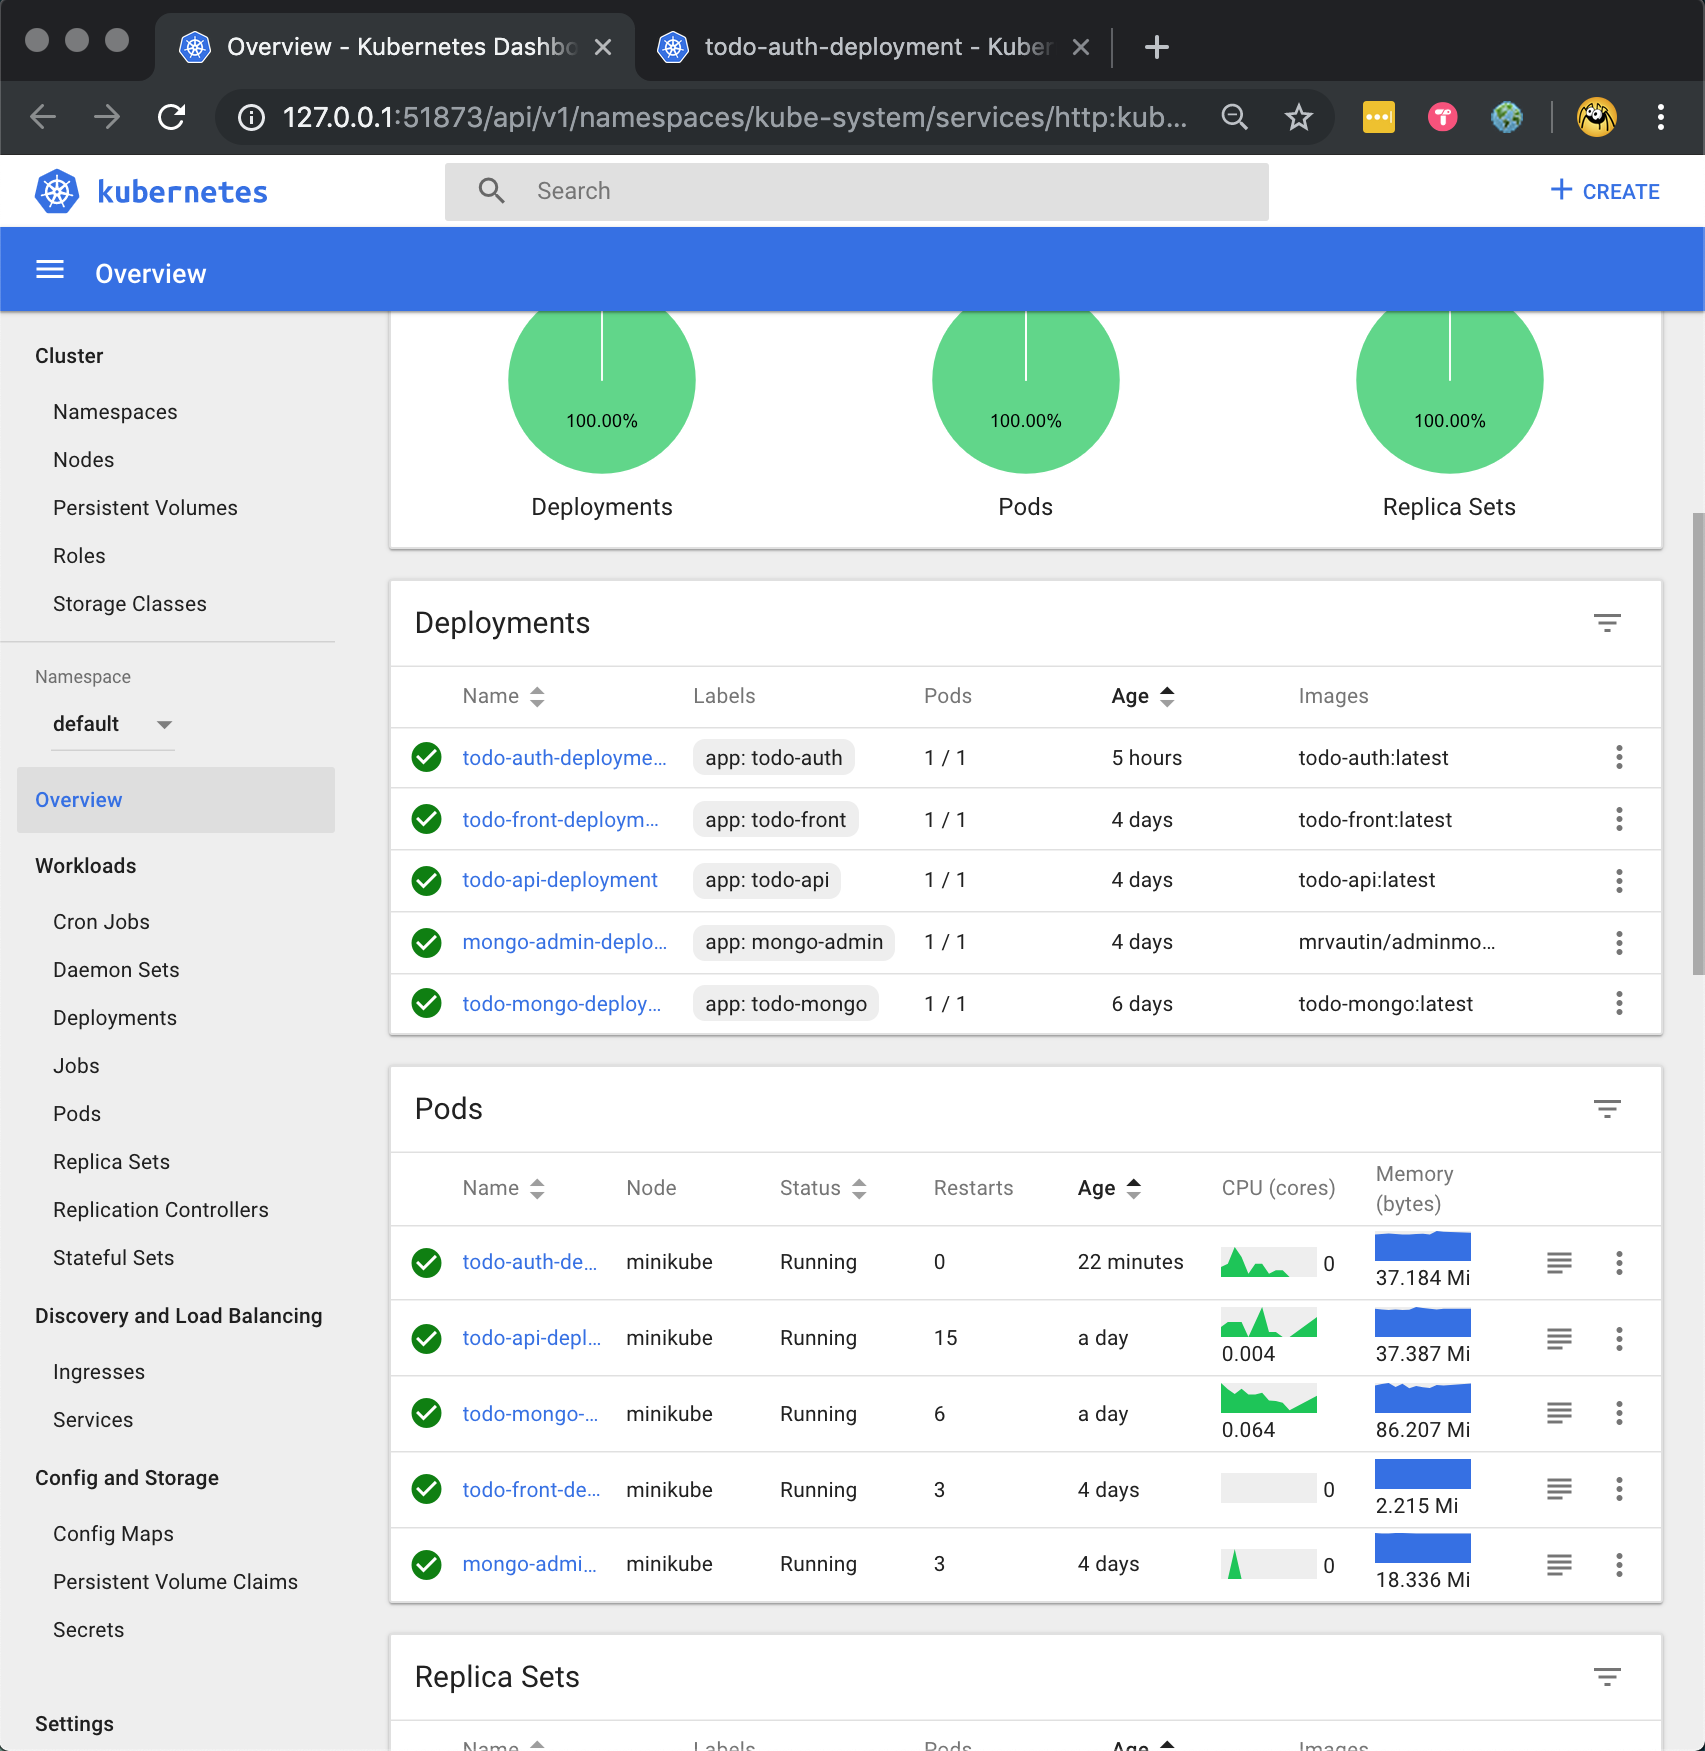 Overview - Kubernetes Dashbo
todo-auth-deployment - Kuber
127.0.0.1:51873/api/v1/namespaces/kube-system/services/http:kub...
kubernetes
Search
+ CREATE
Overview
Cluster
Namespaces
Nodes
Persistent Volumes
Roles
Storage Classes
Namespace
default
Overview
Workloads
Cron Jobs
Daemon Sets
Deployments
Jobs
Pods
Replica Sets
Replication Controllers
Stateful Sets
Discovery and Load Balancing
Ingresses
Services
Config and Storage
Config Maps
Persistent Volume Claims
Secrets
Settings
100.00% 100.00% 100.00%
Deployments Pods Replica Sets
Deployments
Name Labels Pods Age Images
todo-auth-deployme... app: todo-auth 1 / 1 5 hours todo-auth:latest
todo-front-deploym... app: todo-front 1 / 1 4 days todo-front:latest
todo-api-deployment app: todo-api 1 / 1 4 days todo-api:latest
mongo-admin-deplo... app: mongo-admin 1 / 1 4 days mrvautin/adminmo...
todo-mongo-deploy... app: todo-mongo 1 / 1 6 days todo-mongo:latest
Pods
Name Node Status Restarts Age CPU (cores) Memory (bytes)
todo-auth-de... minikube Running 0 22 minutes 0 37.184 Mi
todo-api-depl... minikube Running 15 a day 0.004 37.387 Mi
todo-mongo-... minikube Running 6 a day 0.064 86.207 Mi
todo-front-de... minikube Running 3 4 days 0 2.215 Mi
mongo-admi... minikube Running 3 4 days 0 18.336 Mi
Replica Sets
Name Labels Pods Age Images